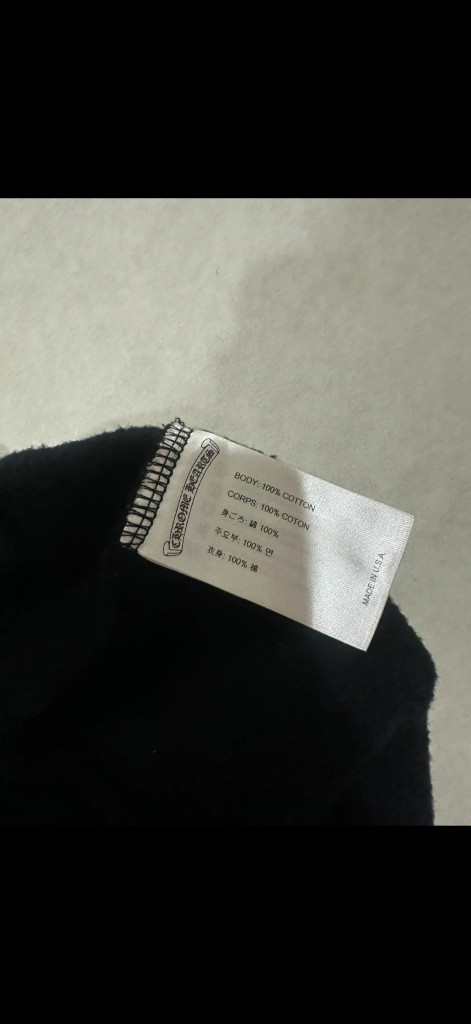 CHROME HEARTS
BODY: 100% COTTON
CORPS: 100% COTON
身ごろ: 綿 100%
주요부: 100% 면
衣身: 100% 棉
MADE IN U.S.A.